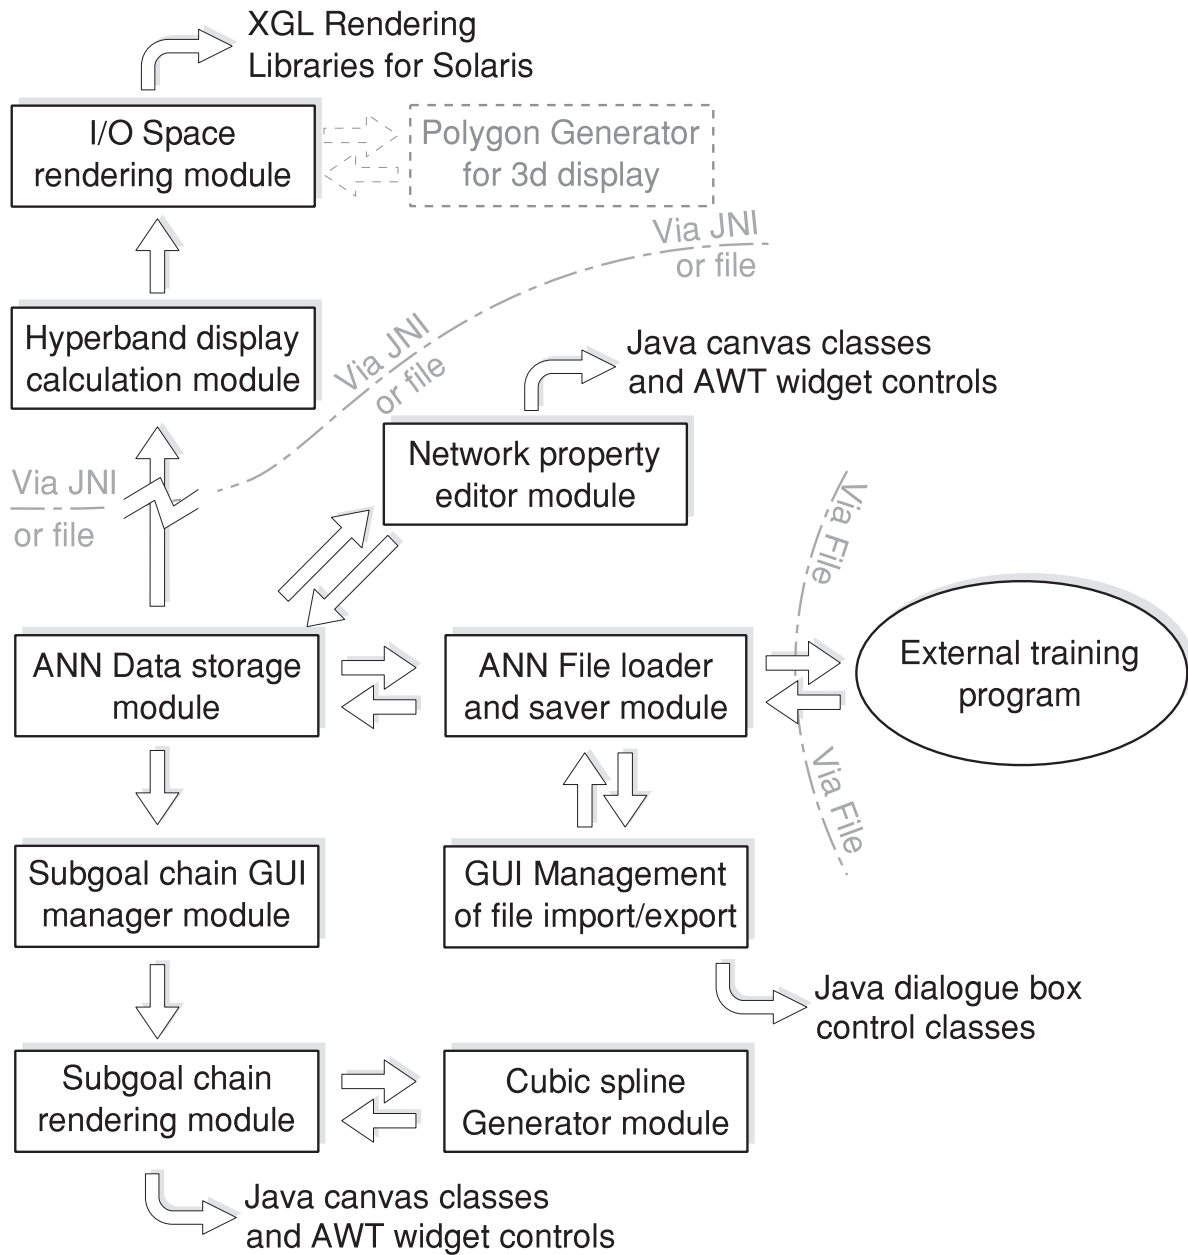 XGL Rendering
Libraries for Solaris
I/O Space
rendering module
Polygon Generator
for 3d display
Via JNI
or file
Hyperband display
calculation module
Via JNI
or file
Java canvas classes
and AWT widget controls
Network property
editor module
Via JNI
or file
Via File
External training
program
ANN Data storage
module
ANN File loader
and saver module
Via File
Subgoal chain GUI
manager module
GUI Management
of file import/export
Java dialogue box
control classes
Subgoal chain
rendering module
Cubic spline
Generator module
Java canvas classes
and AWT widget controls